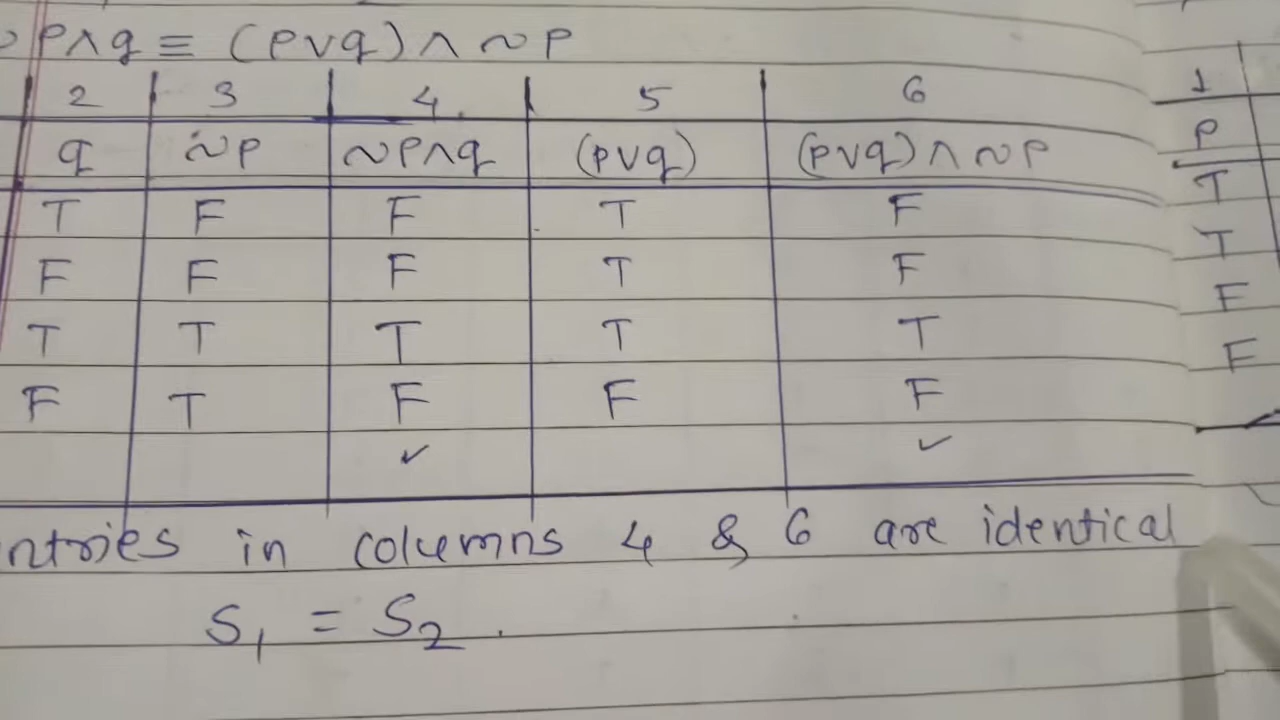 ∼p∧q ≡ (p∨q) ∧ ∼p
2 3 4. 5 6
q ∼p ∼p∧q (p∨q) (p∨q) ∧ ∼p
T F F T F
F F F T F
T T T T T
F T F F F
✓ ✓
ntries in columns 4 & 6 are identical
S₁ = S₂.
1
P
T
T
F
F